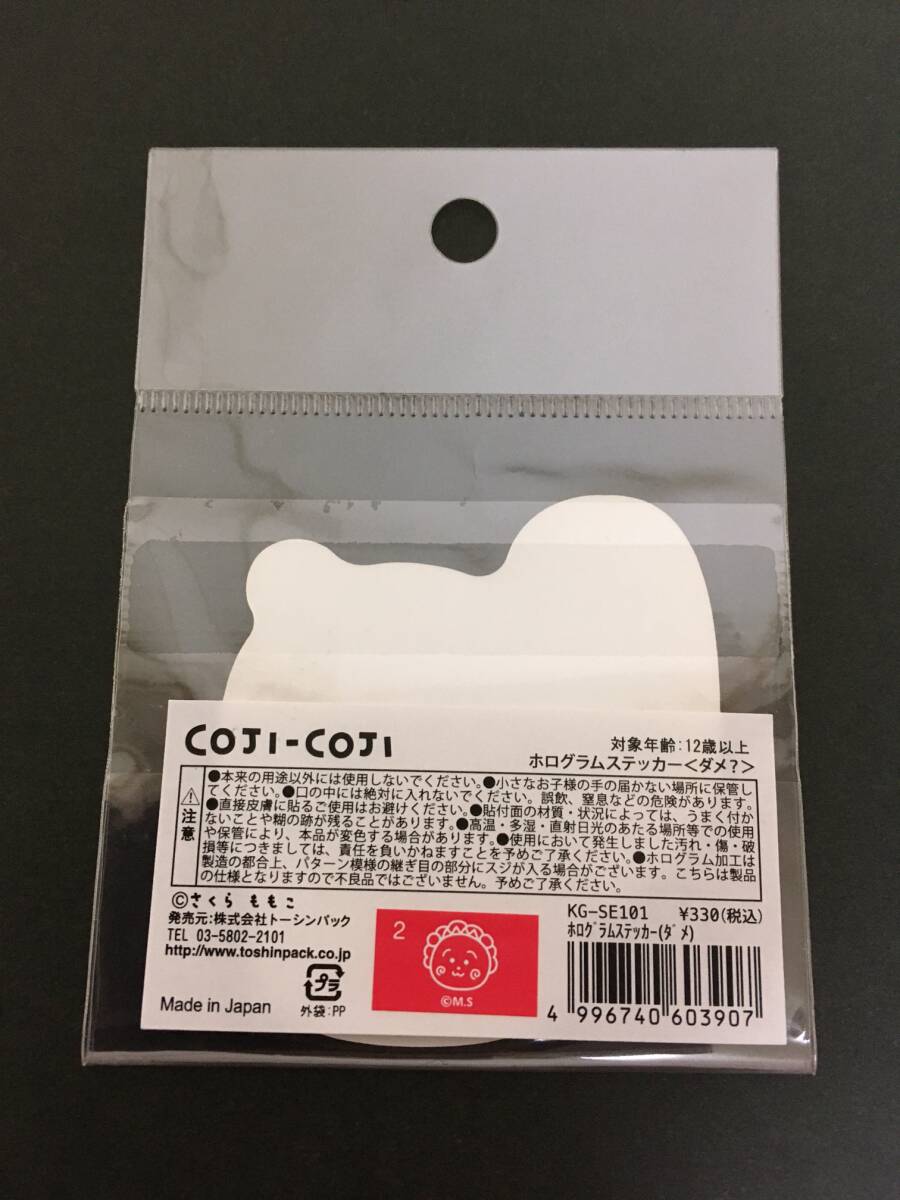 COJI-COJI
対象年齢:12歳以上
ホログラムステッカー<ダメ?>
⚠注意
●本来の用途以外には使用しないでください。●小さなお子様の手の届かない場所に保管し
てください。●口の中には絶対に入れないでください。誤飲、窒息などの危険があります。
●直接皮膚に貼るご使用はお避けください。●貼付面の材質・状況によっては、うまく付か
ないことや糊の跡が残ることがあります。●高温・多湿・直射日光のあたる場所等での使用
や保管により、本品が変色する場合があります。●使用において発生しました汚れ・傷・破
損等につきましては、責任を負いかねますことを予めご了承ください。●ホログラム加工は
製造の都合上、パターン模様の継ぎ目の部分にスジが入る場合がございます。こちらは製品
の仕様となりますので不良品ではございません。予めご了承ください。
©さくら ももこ
発売元:株式会社トーシンパック
TEL 03-5802-2101
http://www.toshinpack.co.jp
Made in Japan
プラ
外袋:PP
2
©M.S
KG-SE101 ¥330(税込)
ﾎﾛｸﾞﾗﾑｽﾃｯｶｰ(ﾀﾞﾒ)
4 996740 603907